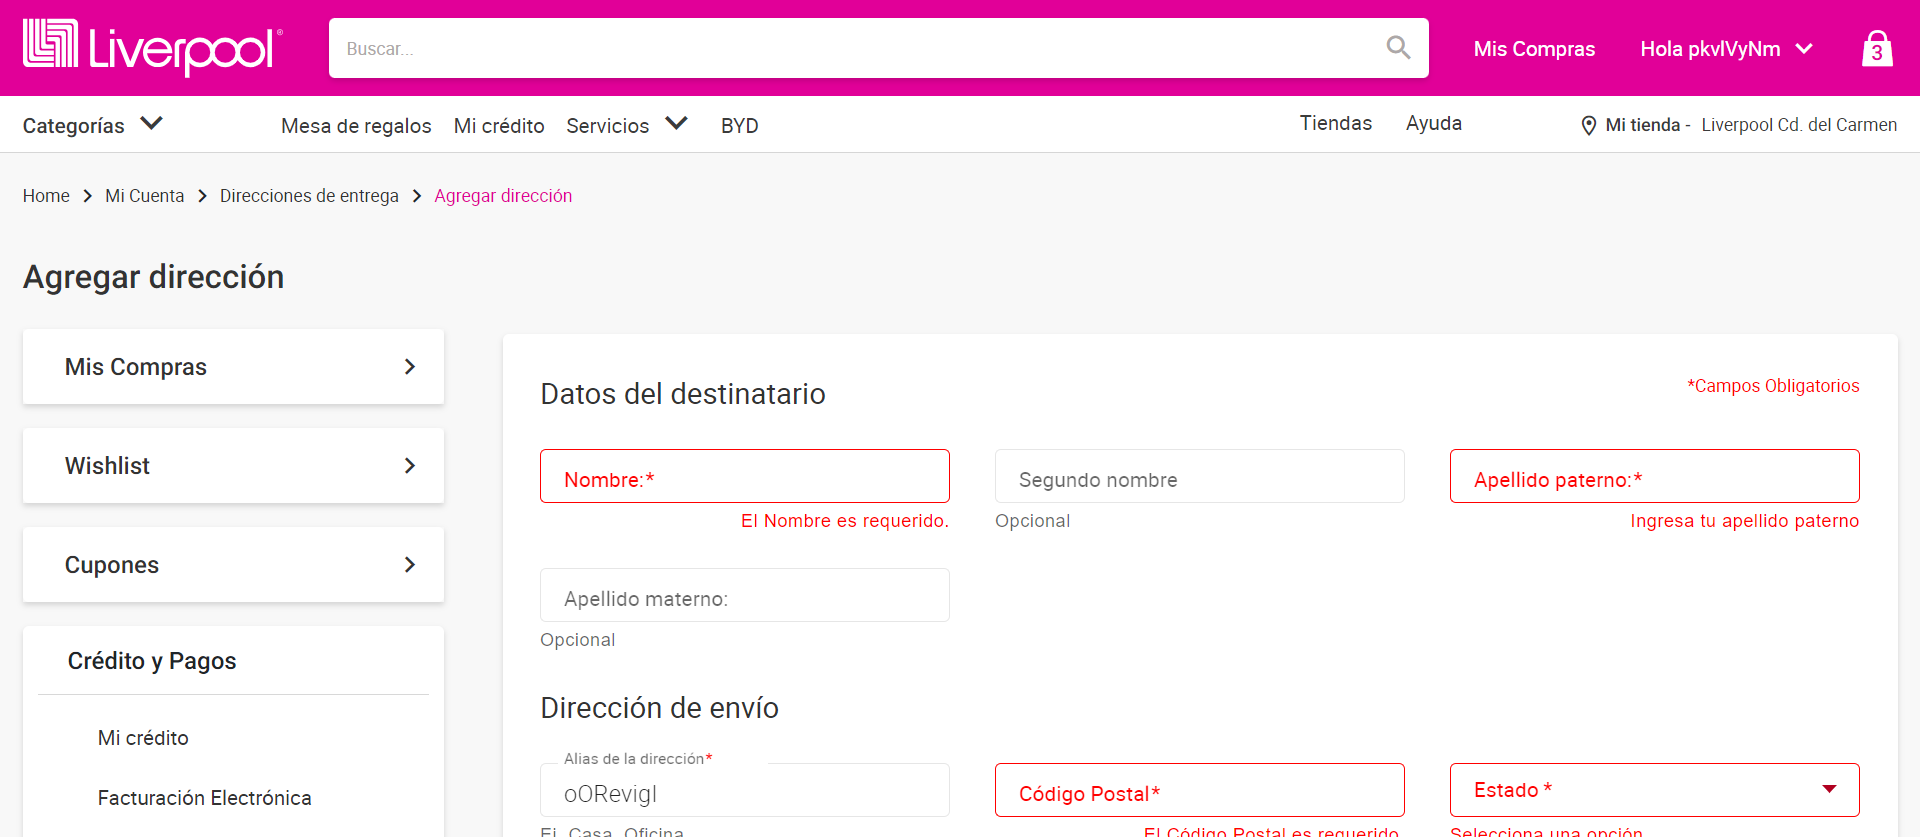 Liverpool®
Buscar...
Mis Compras
Hola pkvlVyNm
3
Categorías
Mesa de regalos
Mi crédito
Servicios
BYD
Tiendas
Ayuda
Mi tienda - Liverpool Cd. del Carmen
Home > Mi Cuenta > Direcciones de entrega > Agregar dirección
Agregar dirección
Mis Compras
Wishlist
Cupones
Crédito y Pagos
Mi crédito
Facturación Electrónica
Datos del destinatario
*Campos Obligatorios
Nombre:*
El Nombre es requerido.
Segundo nombre
Opcional
Apellido paterno:*
Ingresa tu apellido paterno
Apellido materno:
Opcional
Dirección de envío
Alias de la dirección*
oORevigI
Ej. Casa, Oficina
Código Postal*
El Código Postal es requerido.
Estado *
Selecciona una opción